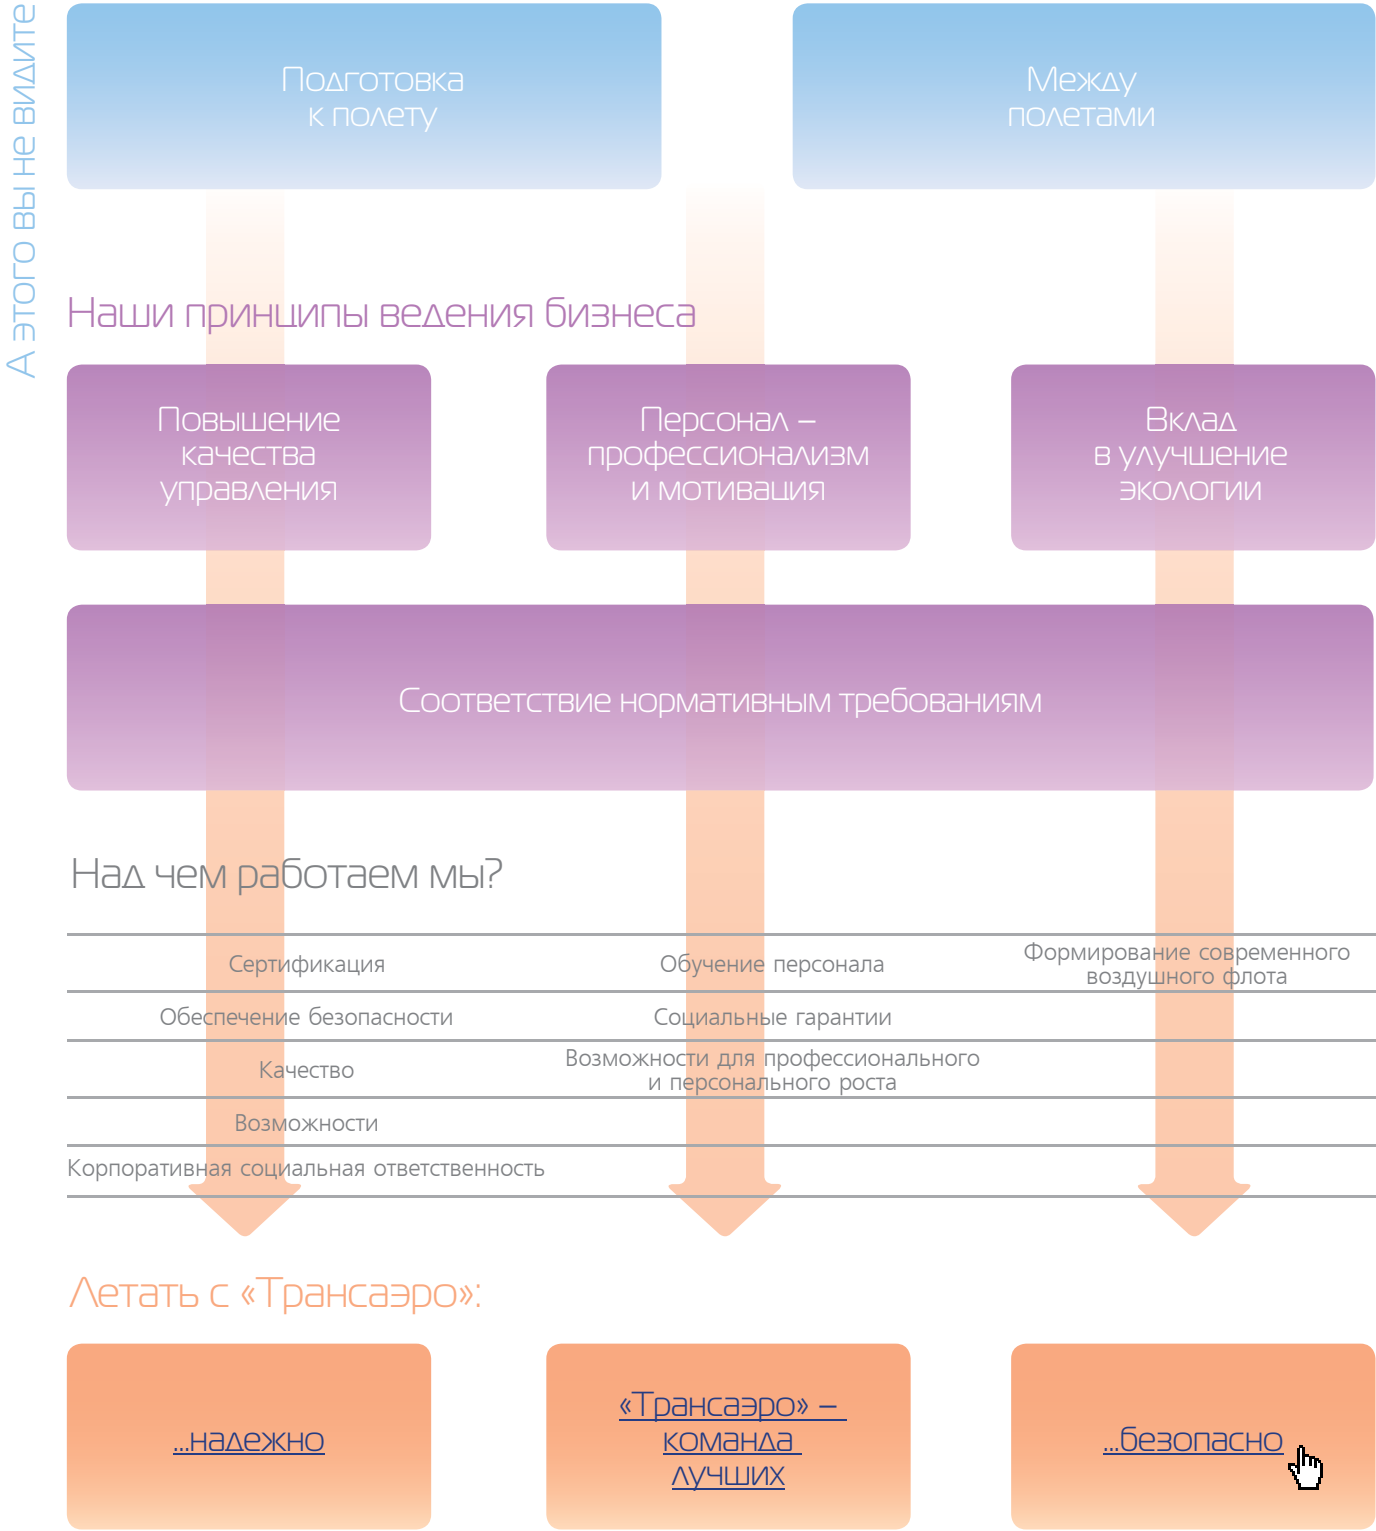 А этого вы не видите
Подготовка
к полету
Между
полетами
Наши принципы ведения бизнеса
Повышение
качества
управления
Персонал –
профессионализм
и мотивация
Вклад
в улучшение
экологии
Соответствие нормативным требованиям
Над чем работаем мы?
Сертификация
Обучение персонала
Формирование современного
воздушного флота
Обеспечение безопасности
Социальные гарантии
Качество
Возможности для профессионального
и персонального роста
Возможности
Корпоративная социальная ответственность
Летать с «Трансаэро»:
...надежно
«Трансаэро» –
команда
лучших
...безопасно